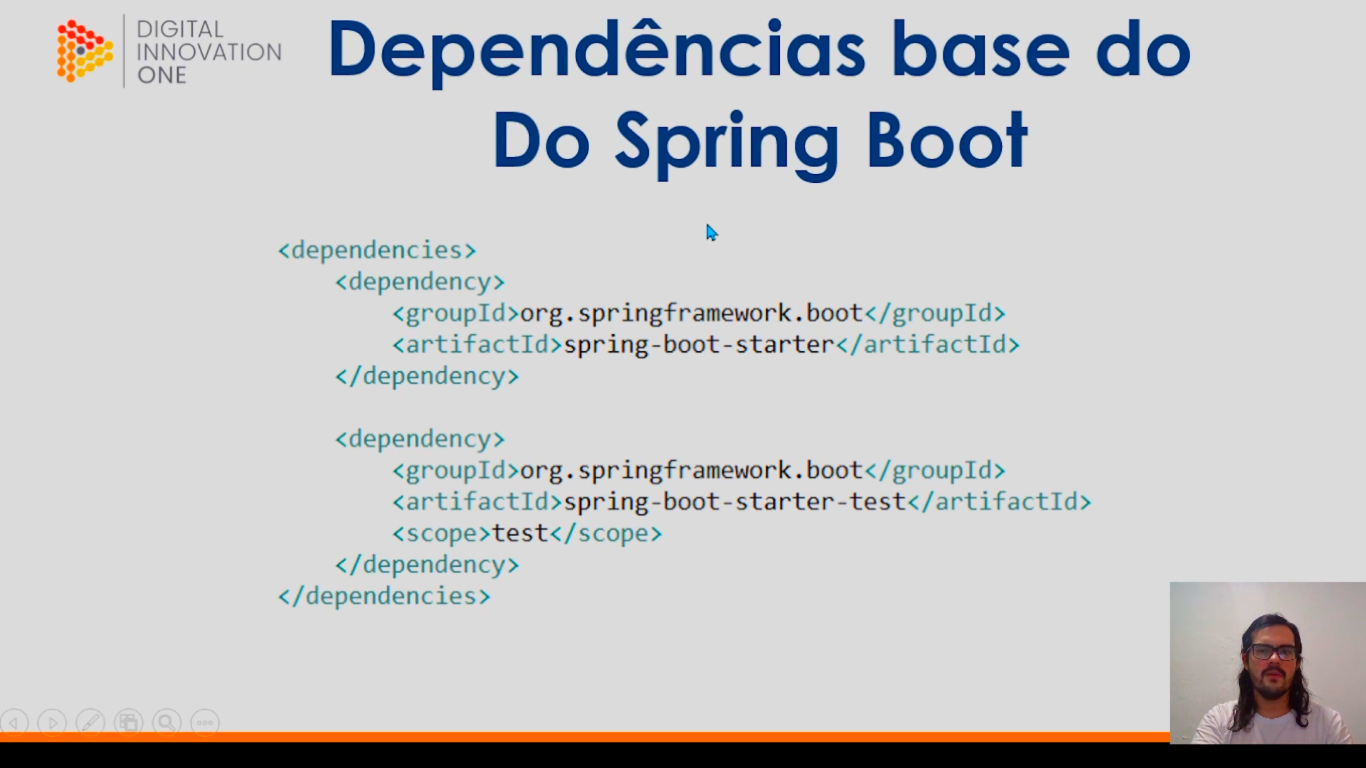 DIGITAL
INNOVATION
ONE
Dependências base do
Do Spring Boot
<dependencies>
    <dependency>
        <groupId>org.springframework.boot</groupId>
        <artifactId>spring-boot-starter</artifactId>
    </dependency>
    <dependency>
        <groupId>org.springframework.boot</groupId>
        <artifactId>spring-boot-starter-test</artifactId>
        <scope>test</scope>
    </dependency>
</dependencies>